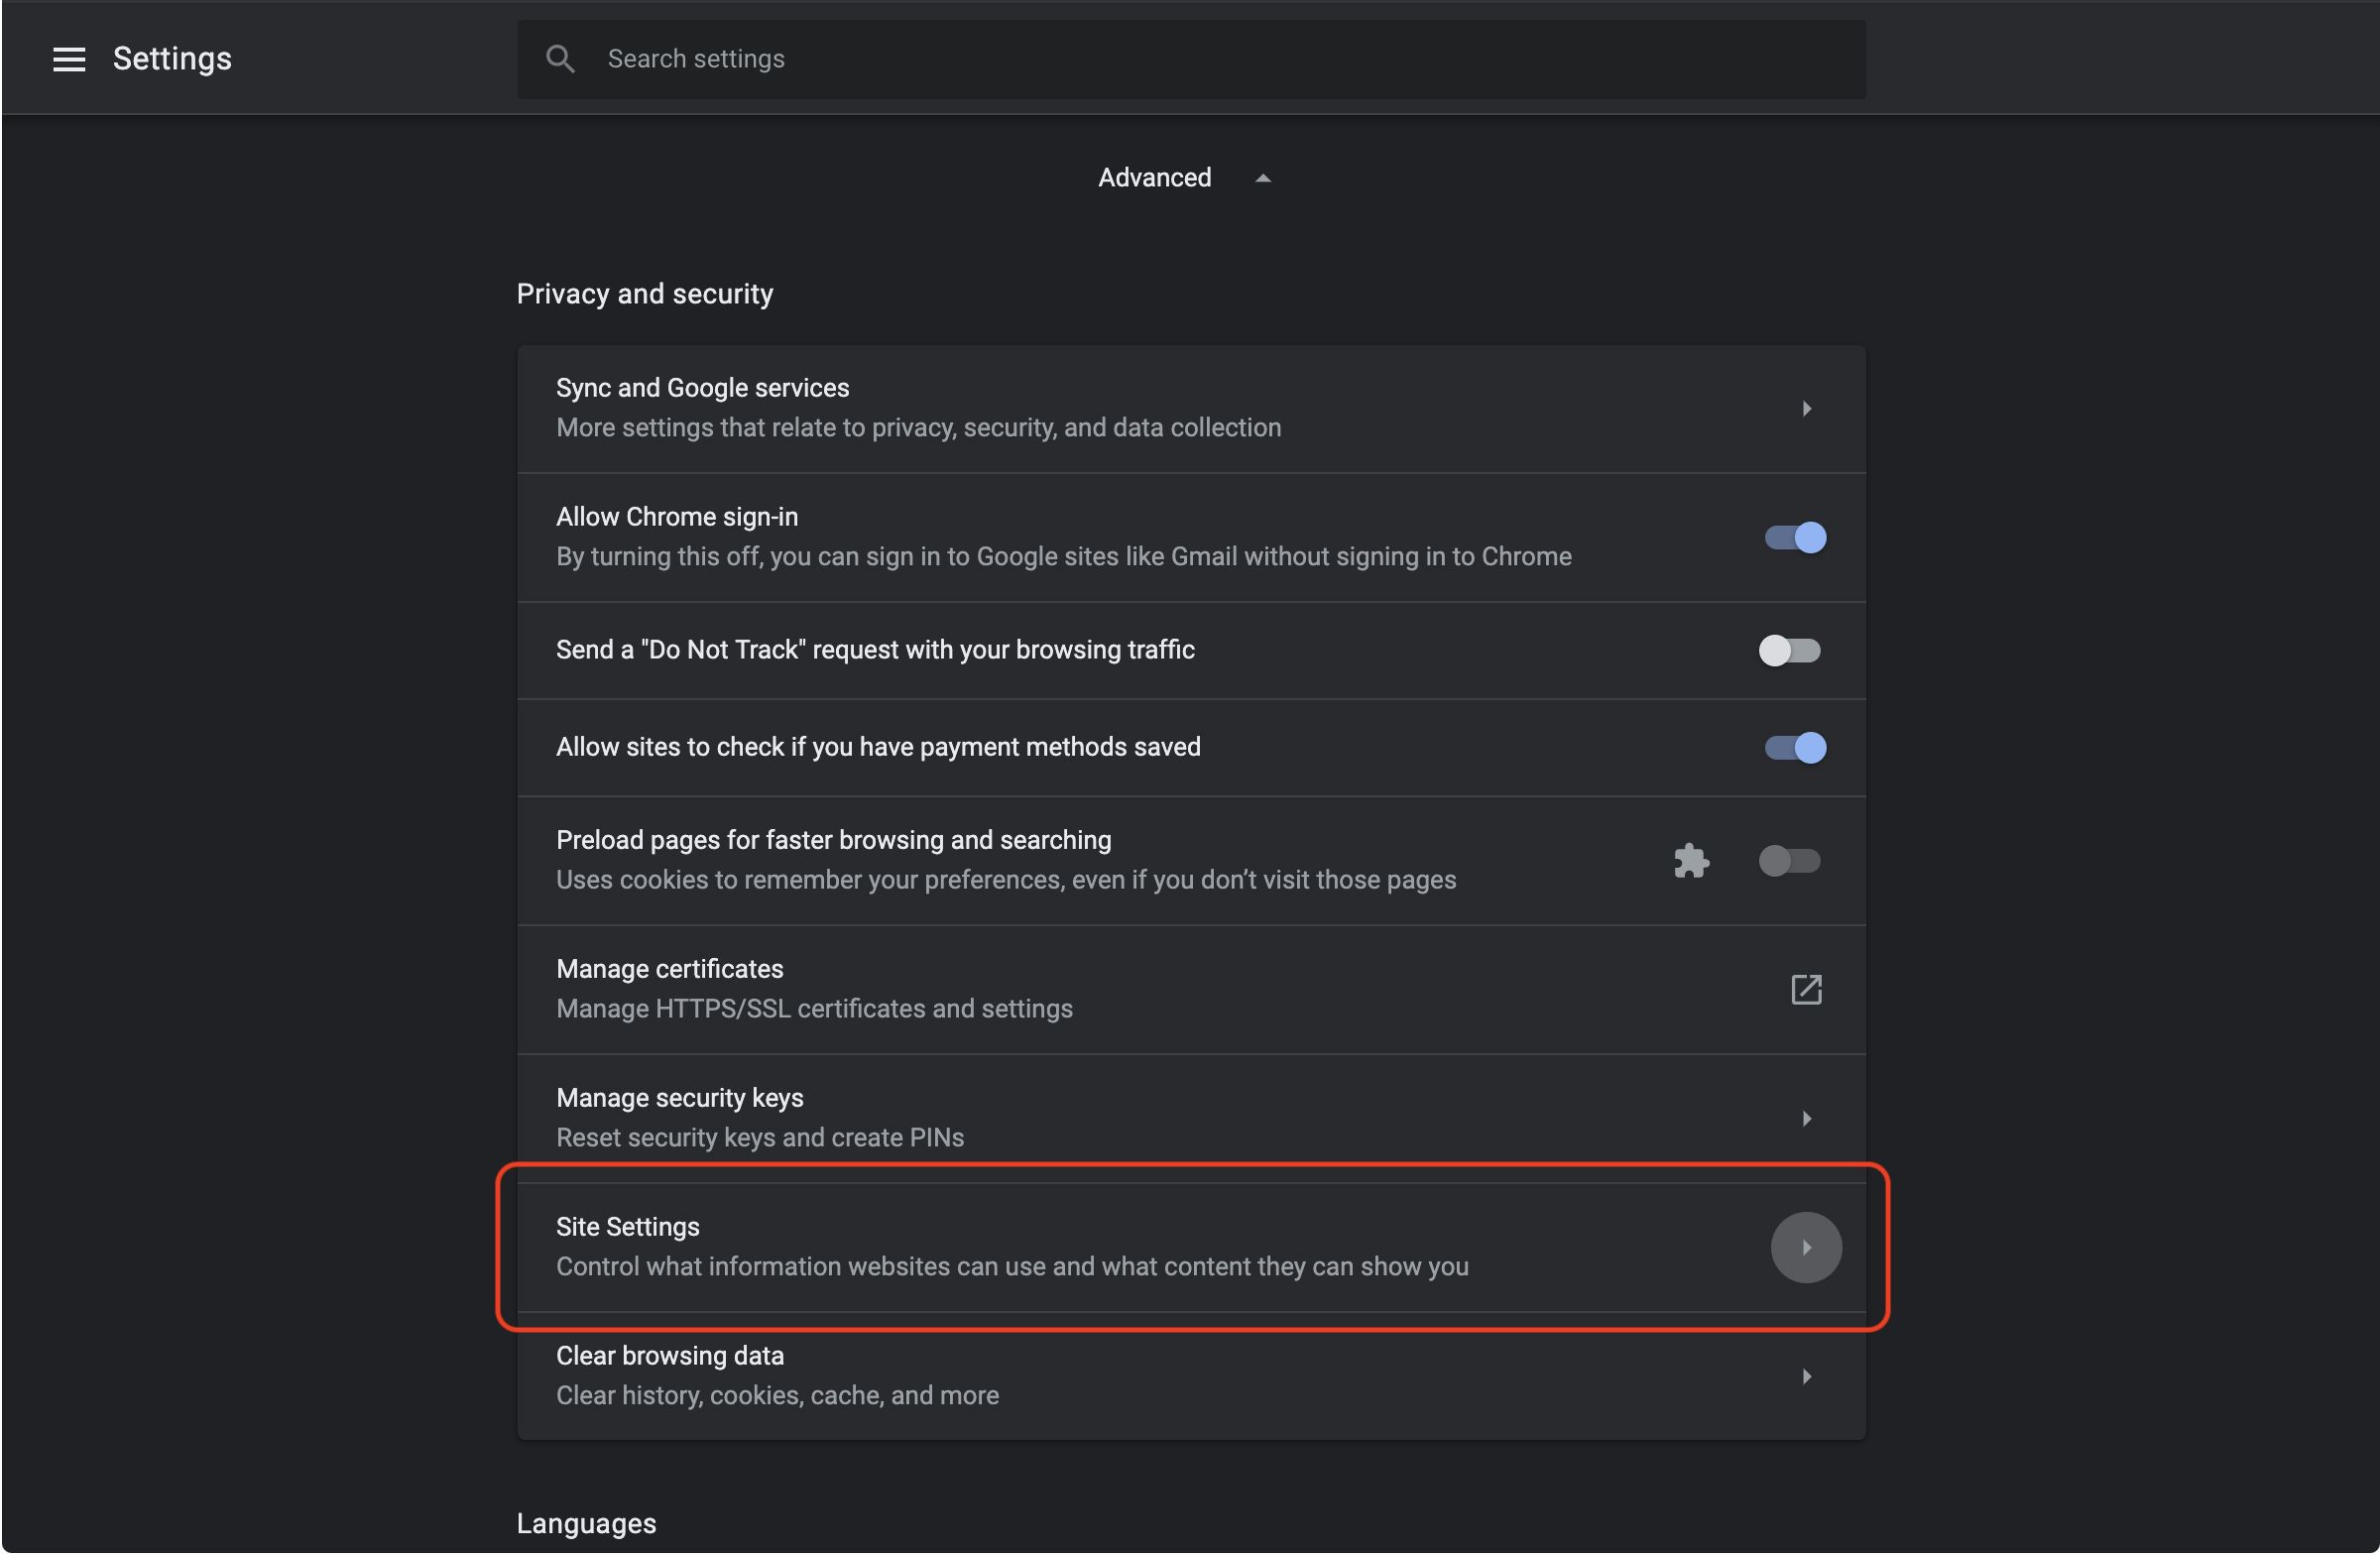 Settings
Search settings
Advanced
Privacy and security
Sync and Google services
More settings that relate to privacy, security, and data collection
Allow Chrome sign-in
By turning this off, you can sign in to Google sites like Gmail without signing in to Chrome
Send a "Do Not Track" request with your browsing traffic
Allow sites to check if you have payment methods saved
Preload pages for faster browsing and searching
Uses cookies to remember your preferences, even if you don’t visit those pages
Manage certificates
Manage HTTPS/SSL certificates and settings
Manage security keys
Reset security keys and create PINs
Site Settings
Control what information websites can use and what content they can show you
Clear browsing data
Clear history, cookies, cache, and more
Languages